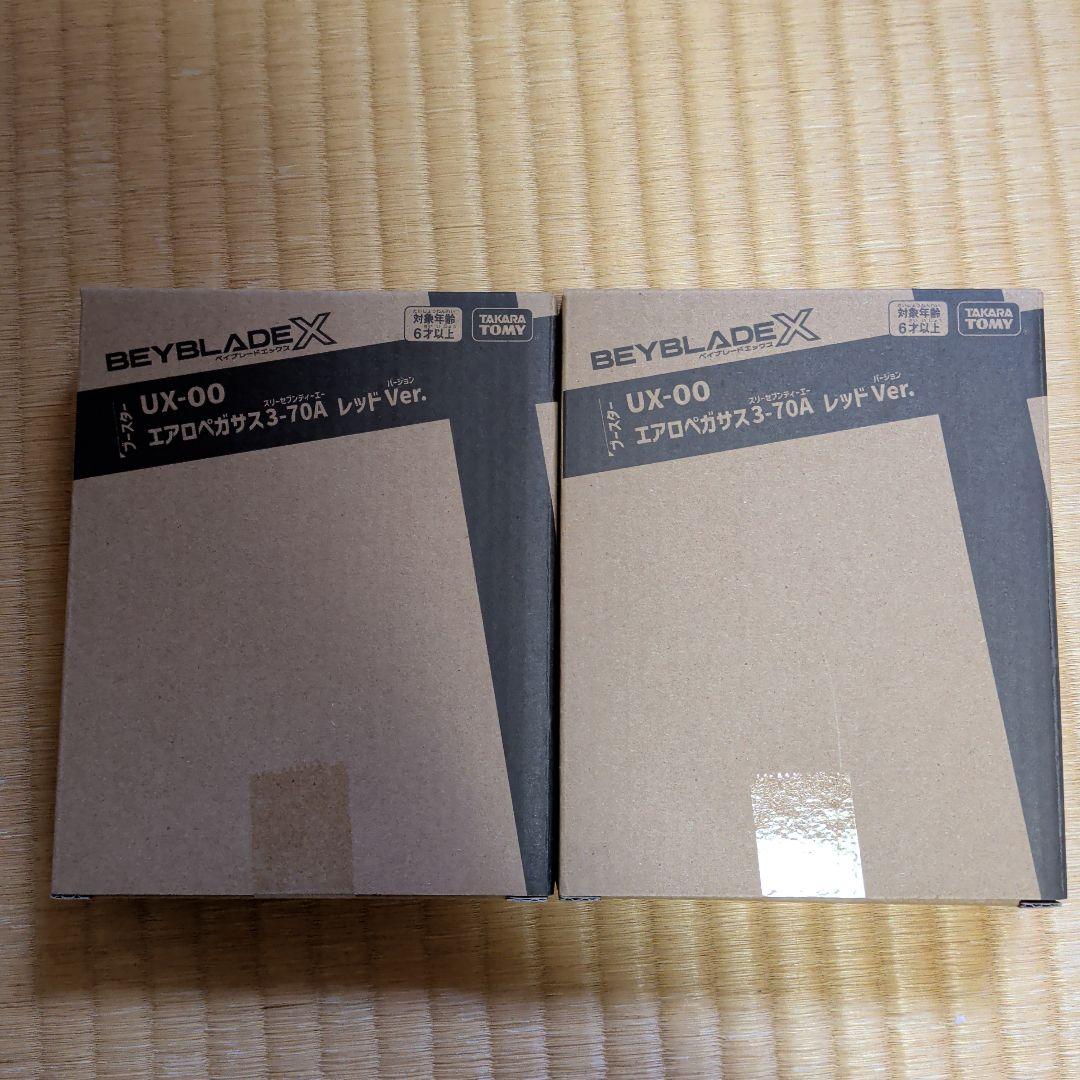 BEYBLADE X
ベイブレードエックス
たいしょうねんれい
対象年齢
6才以上
TAKARA
TOMY
ブースター
UX-00
スリーセブンティーエー
バージョン
エアロペガサス3-70A レッドVer.
BEYBLADE X
ベイブレードエックス
たいしょうねんれい
対象年齢
6才以上
TAKARA
TOMY
ブースター
UX-00
スリーセブンティーエー
バージョン
エアロペガサス3-70A レッドVer.